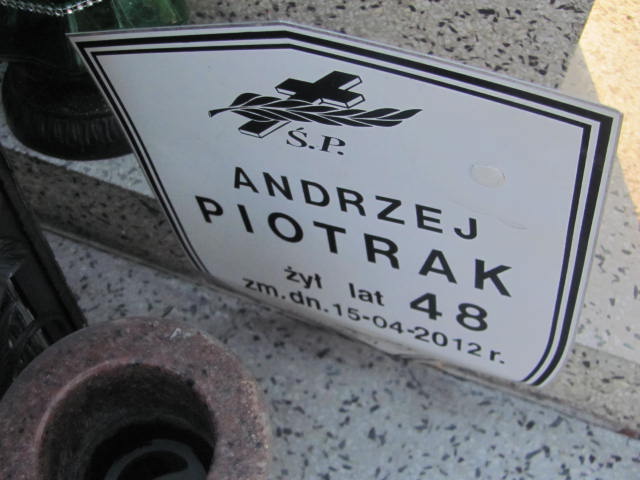 Ś.P.
ANDRZEJ
PIOTRAK
żył lat 48
zm. dn. 15-04-2012 r.